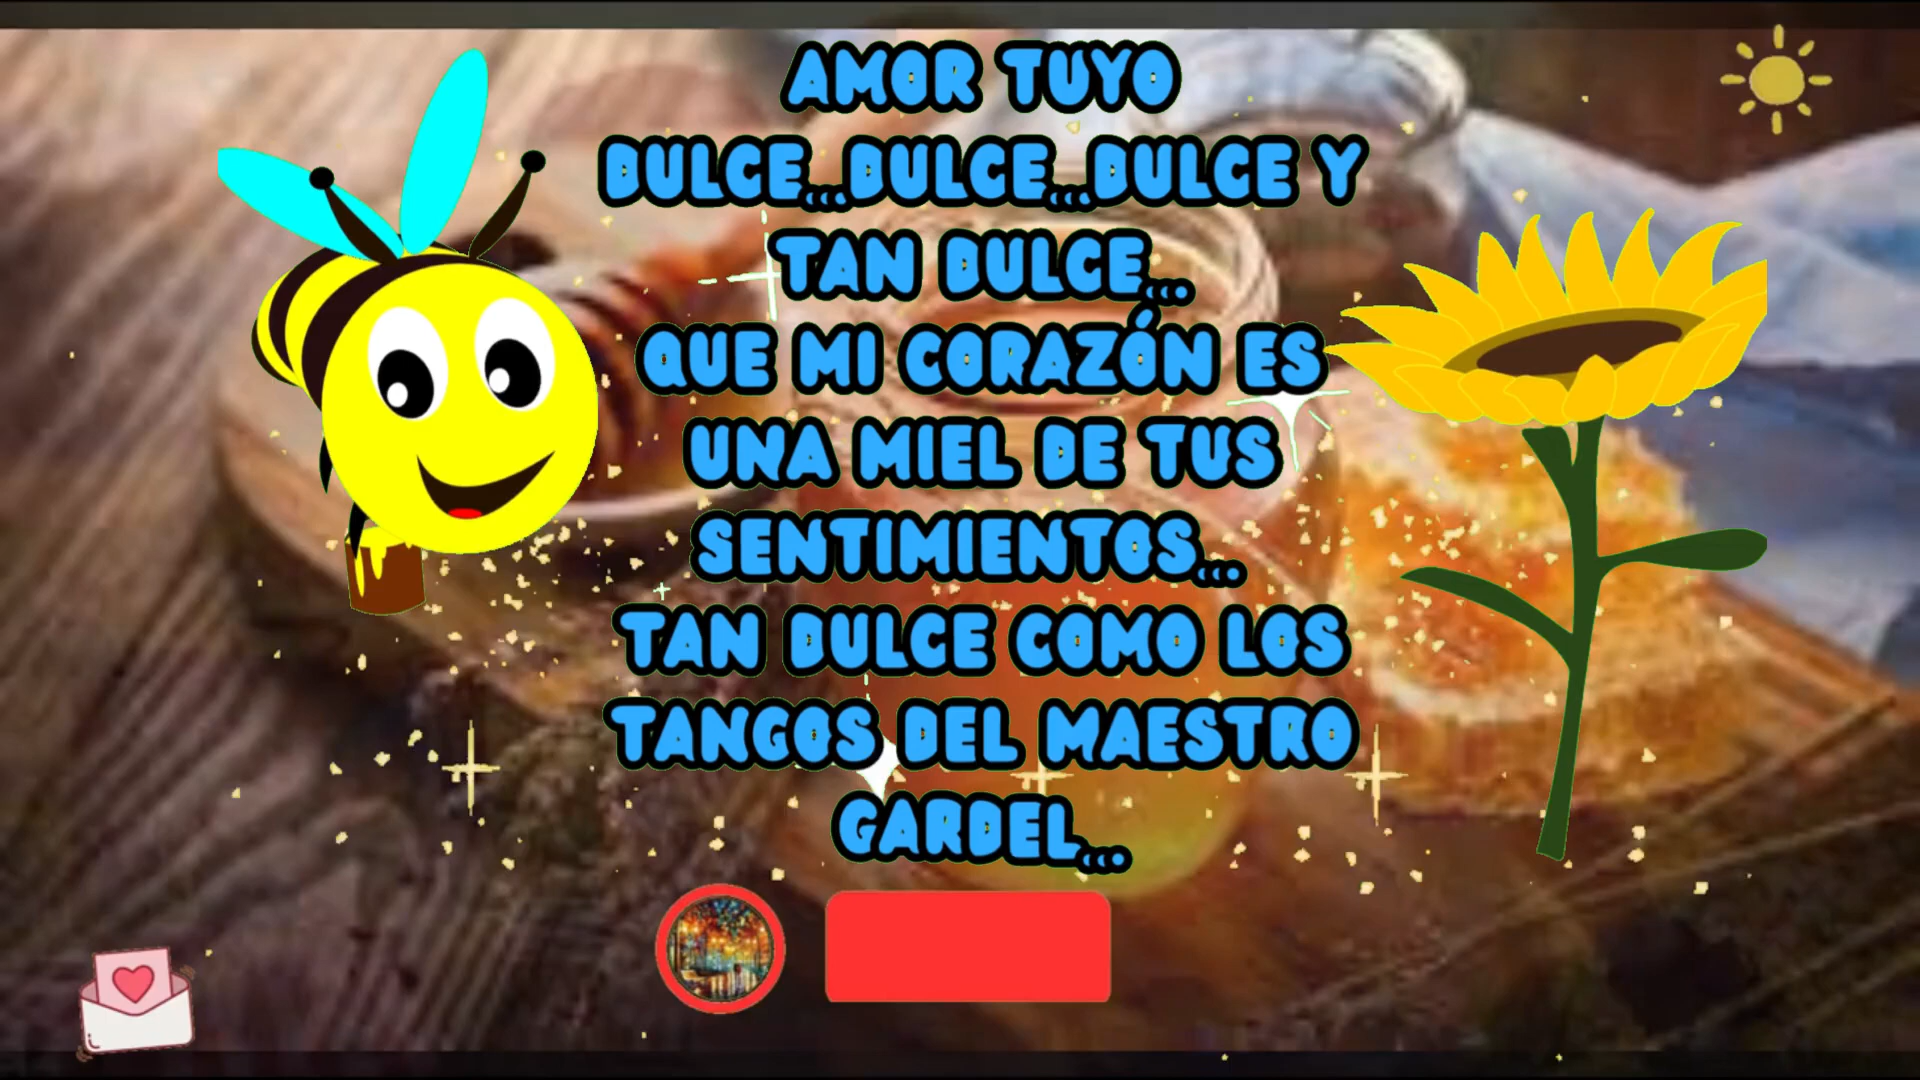 AMOR TUYO
DULCE...DULCE...DULCE Y
TAN DULCE...
QUE MI CORAZÓN ES
UNA MIEL DE TUS
SENTIMIENTOS...
TAN DULCE COMO LOS
TANGOS DEL MAESTRO
GARDEL...